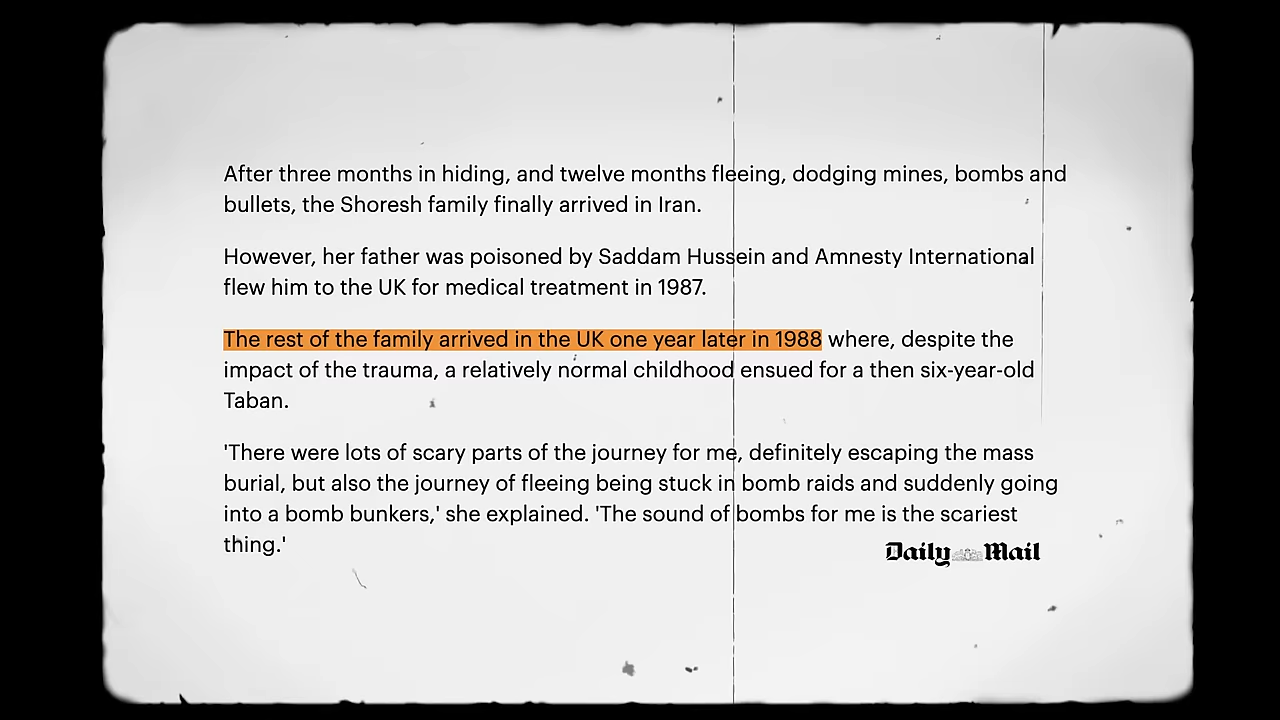 After three months in hiding, and twelve months fleeing, dodging mines, bombs and
bullets, the Shoresh family finally arrived in Iran.
However, her father was poisoned by Saddam Hussein and Amnesty International
flew him to the UK for medical treatment in 1987.
The rest of the family arrived in the UK one year later in 1988 where, despite the
impact of the trauma, a relatively normal childhood ensued for a then six-year-old
Taban.
'There were lots of scary parts of the journey for me, definitely escaping the mass
burial, but also the journey of fleeing being stuck in bomb raids and suddenly going
into a bomb bunkers,' she explained. 'The sound of bombs for me is the scariest
thing.'
Daily Mail